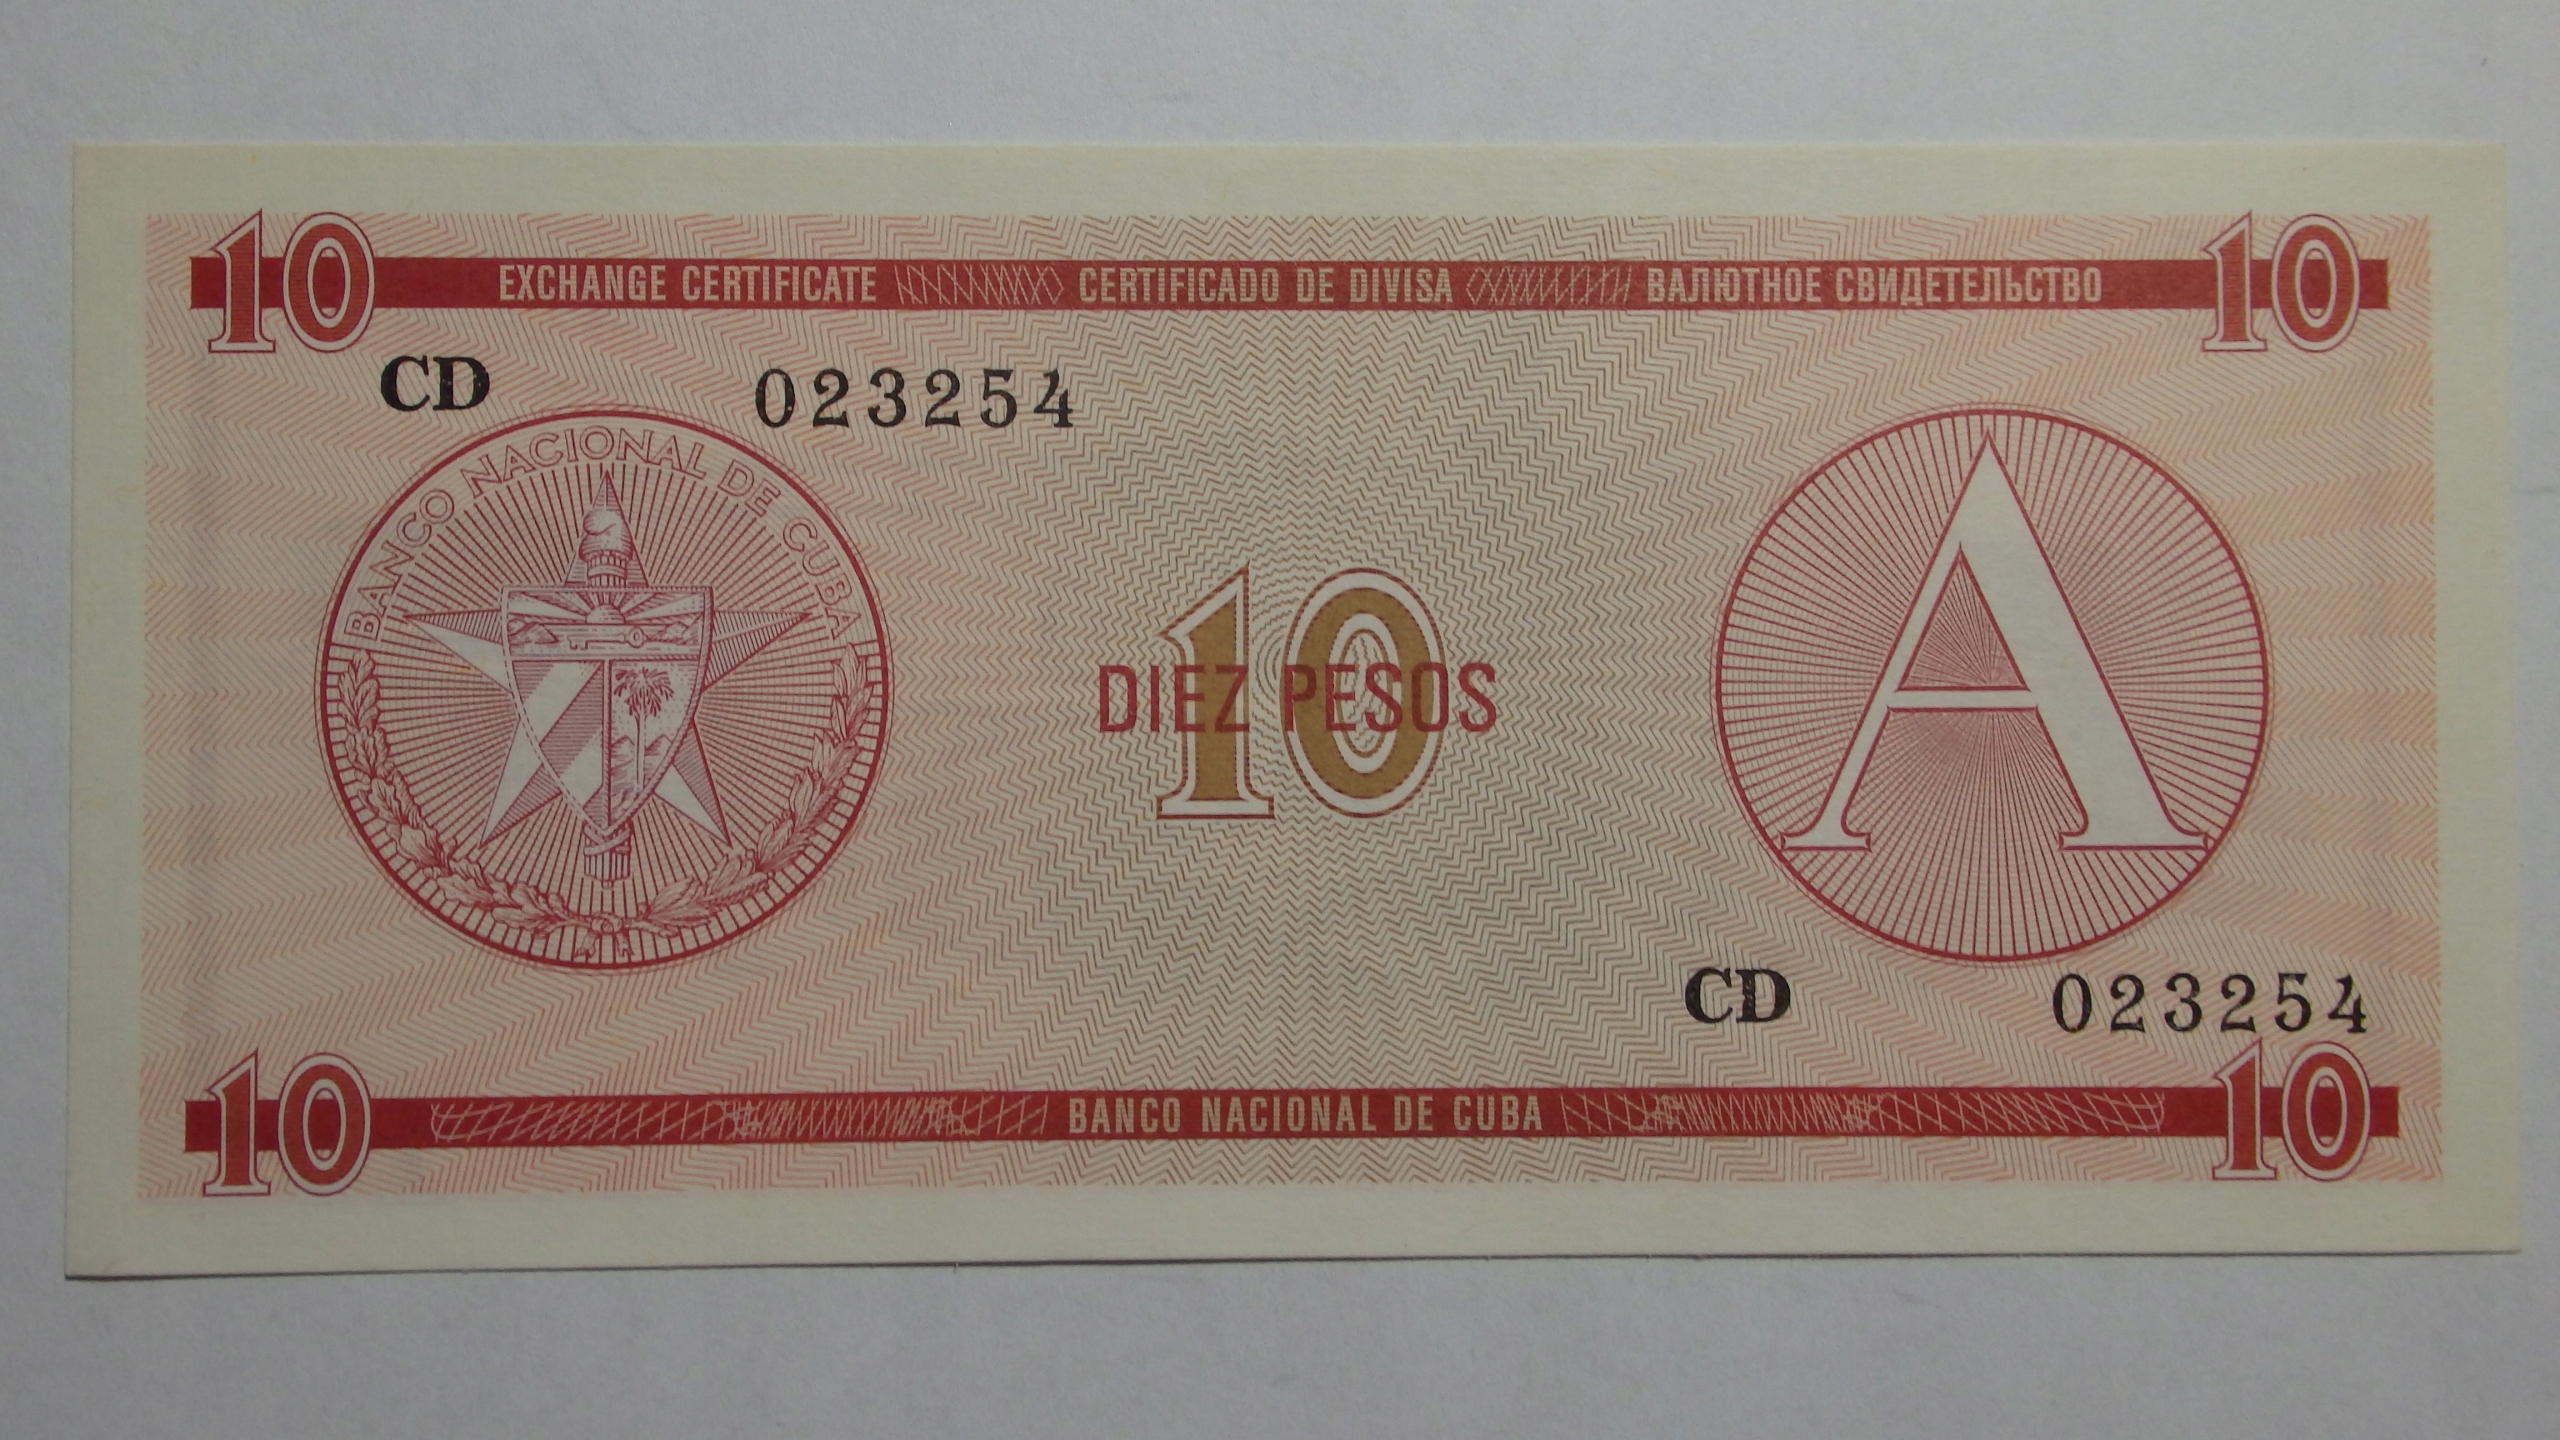 10 EXCHANGE CERTIFICATE CERTIFICADO DE DIVISA ВАЛЮТНОЕ СВИДЕТЕЛЬСТВО 10
CD 023254
BANCO NACIONAL DE CUBA
10
DIEZ PESOS
A
CD 023254
10 BANCO NACIONAL DE CUBA 10